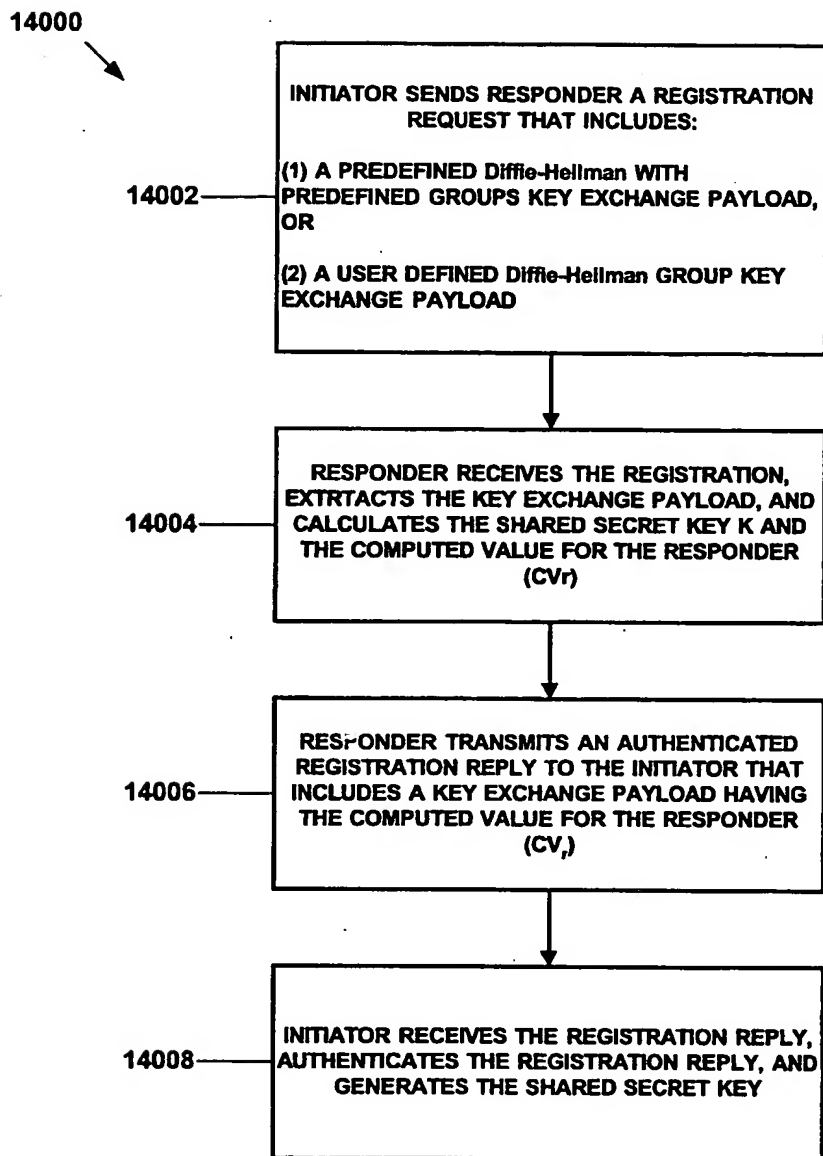 14000
INITIATOR SENDS RESPONDER A REGISTRATION
REQUEST THAT INCLUDES:
(1) A PREDEFINED Diffie-Hellman WITH
PREDEFINED GROUPS KEY EXCHANGE PAYLOAD,
OR
(2) A USER DEFINED Diffie-Hellman GROUP KEY
EXCHANGE PAYLOAD
14002
RESPONDER RECEIVES THE REGISTRATION,
EXTRTACTS THE KEY EXCHANGE PAYLOAD, AND
CALCULATES THE SHARED SECRET KEY K AND
THE COMPUTED VALUE FOR THE RESPONDER
(CVr)
14004
RESPONDER TRANSMITS AN AUTHENTICATED
REGISTRATION REPLY TO THE INITIATOR THAT
INCLUDES A KEY EXCHANGE PAYLOAD HAVING
THE COMPUTED VALUE FOR THE RESPONDER
(CVr)
14006
INITIATOR RECEIVES THE REGISTRATION REPLY,
AUTHENTICATES THE REGISTRATION REPLY, AND
GENERATES THE SHARED SECRET KEY
14008